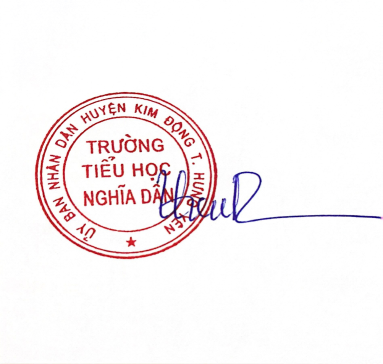 ỦY BAN NHÂN DÂN HUYỆN KIM ĐỘNG T. HƯNG YÊN
TRƯỜNG
TIỂU HỌC
NGHĨA DÂN